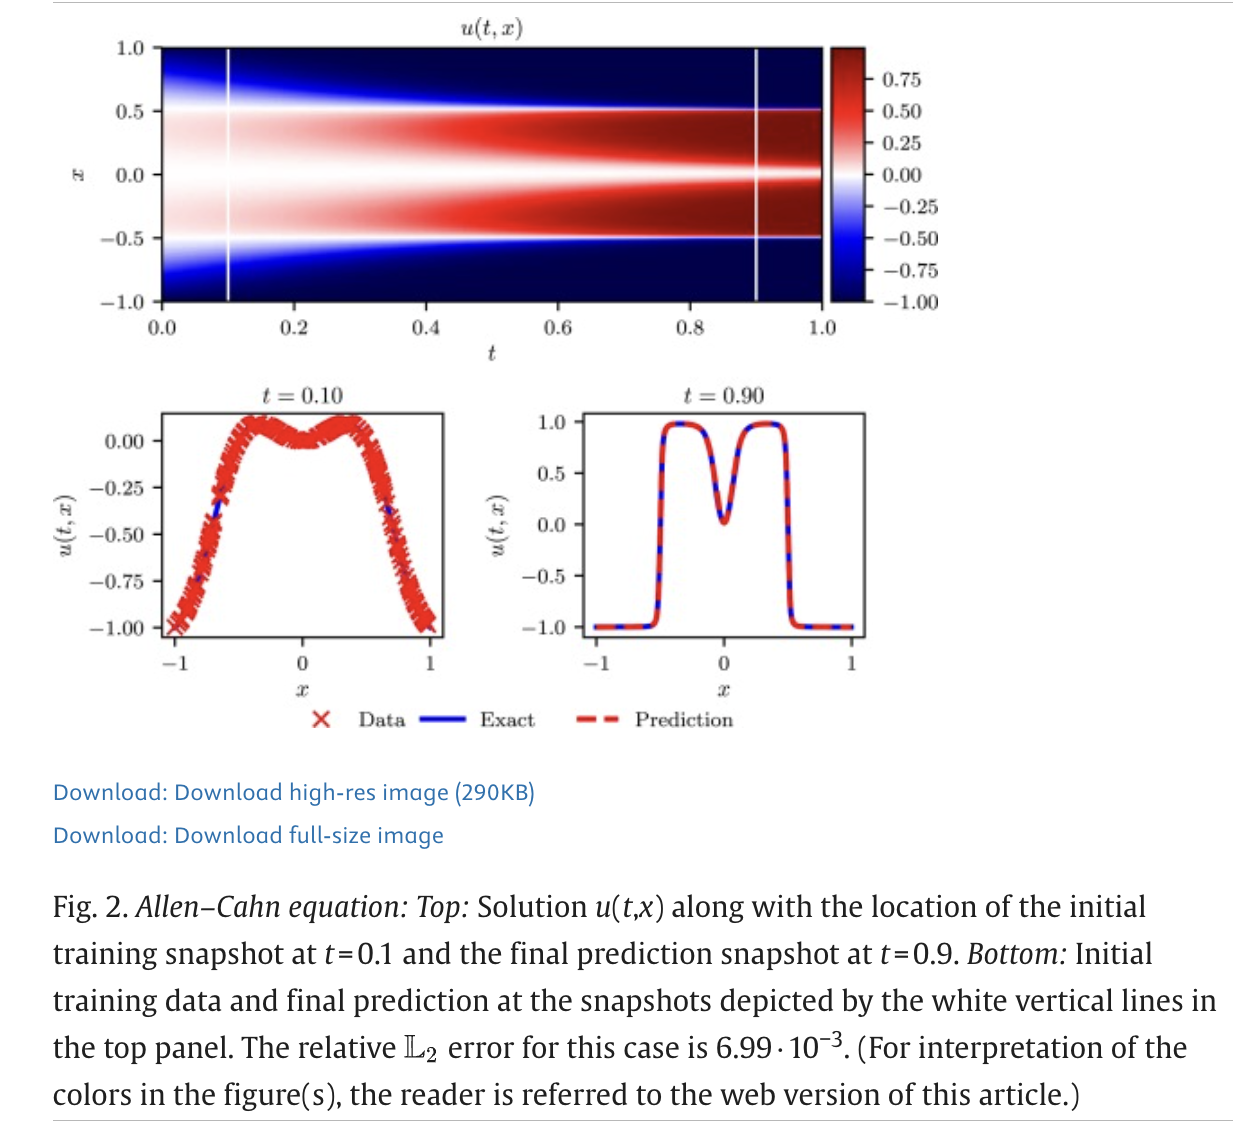 u(t, x)
1.0
0.5
0.0
−0.5
−1.0
x
0.0 0.2 0.4 0.6 0.8 1.0
t
0.75
0.50
0.25
0.00
−0.25
−0.50
−0.75
−1.00
t = 0.10
0.00
−0.25
−0.50
−0.75
−1.00
u(t, x)
−1 0 1
x
t = 0.90
1.0
0.5
0.0
−0.5
−1.0
u(t, x)
−1 0 1
x
Data Exact Prediction
Download: Download high-res image (290KB)
Download: Download full-size image
Fig. 2. Allen–Cahn equation: Top: Solution u(t,x) along with the location of the initial
training snapshot at t=0.1 and the final prediction snapshot at t=0.9. Bottom: Initial
training data and final prediction at the snapshots depicted by the white vertical lines in
the top panel. The relative 𝕃₂ error for this case is 6.99·10⁻³. (For interpretation of the
colors in the figure(s), the reader is referred to the web version of this article.)